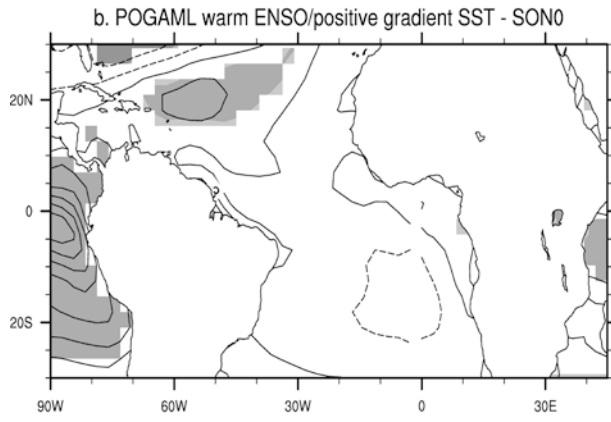 b. POGAML warm ENSO/positive gradient SST - SON0
20N
0
20S
90W 60W 30W 0 30E